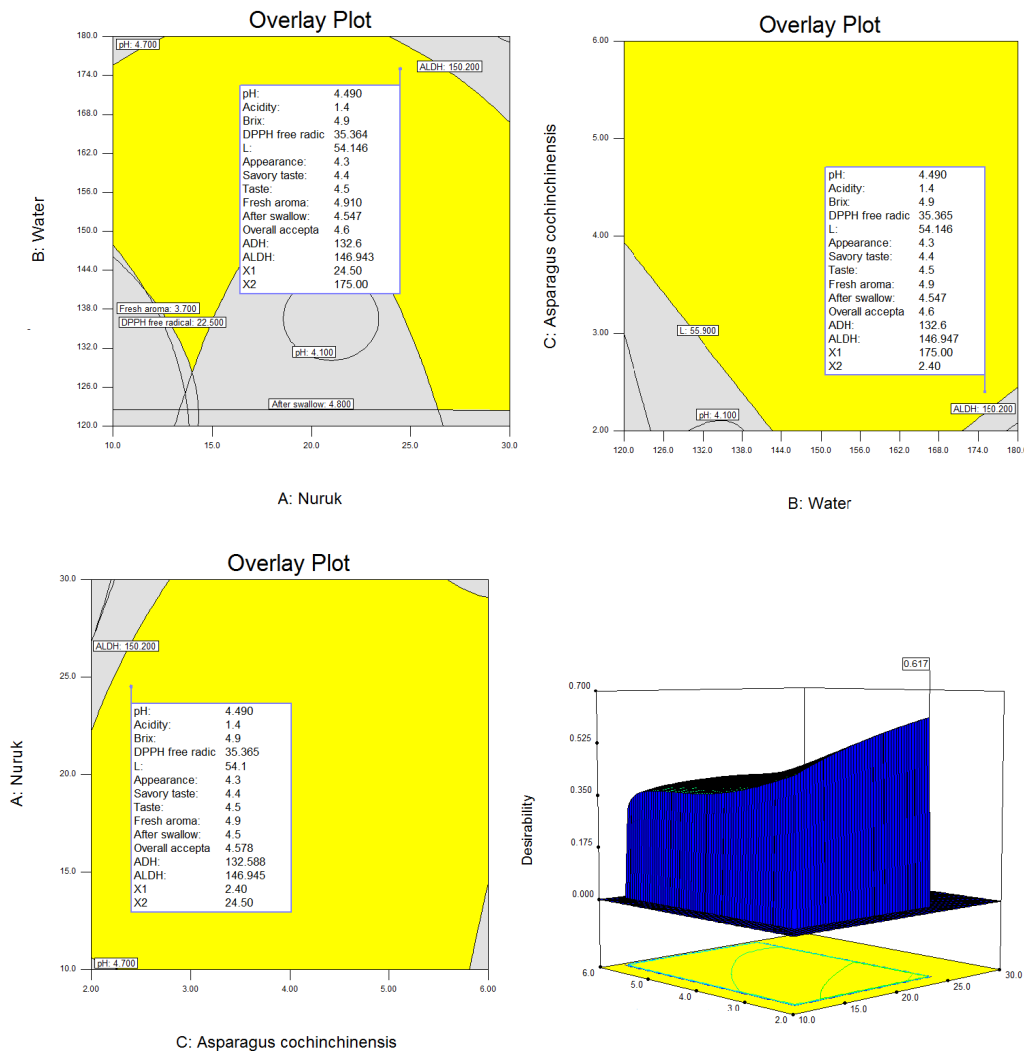 Overlay Plot
180.0
174.0
168.0
162.0
156.0
150.0
144.0
138.0
132.0
126.0
120.0
B: Water
pH: 4.700
ALDH: 150.200
pH: 4.490
Acidity: 1.4
Brix: 4.9
DPPH free radic 35.364
L: 54.146
Appearance: 4.3
Savory taste: 4.4
Taste: 4.5
Fresh aroma: 4.910
After swallow: 4.547
Overall accepta 4.6
ADH: 132.6
ALDH: 146.943
X1 24.50
X2 175.00
Fresh aroma: 3.700
DPPH free radical: 22.500
pH: 4.100
After swallow: 4.800
10.0 15.0 20.0 25.0 30.0
A: Nuruk
Overlay Plot
6.00
5.00
4.00
3.00
2.00
C: Asparagus cochinchinensis
pH: 4.490
Acidity: 1.4
Brix: 4.9
DPPH free radic 35.365
L: 54.146
Appearance: 4.3
Savory taste: 4.4
Taste: 4.5
Fresh aroma: 4.9
After swallow: 4.547
Overall accepta 4.6
ADH: 132.6
ALDH: 146.947
X1 175.00
X2 2.40
L: 55.900
pH: 4.100
ALDH: 150.200
120.0 126.0 132.0 138.0 144.0 150.0 156.0 162.0 168.0 174.0 180.0
B: Water
Overlay Plot
30.0
25.0
20.0
15.0
10.0
A: Nuruk
ALDH: 150.200
pH: 4.490
Acidity: 1.4
Brix: 4.9
DPPH free radic 35.365
L: 54.1
Appearance: 4.3
Savory taste: 4.4
Taste: 4.5
Fresh aroma: 4.9
After swallow: 4.5
Overall accepta 4.578
ADH: 132.588
ALDH: 146.945
X1 2.40
X2 24.50
pH: 4.700
2.00 3.00 4.00 5.00 6.00
C: Asparagus cochinchinensis
0.617
0.700
0.525
0.350
0.175
0.000
Desirability
6.0 5.0 4.0 3.0 2.0
10.0 15.0 20.0 25.0 30.0